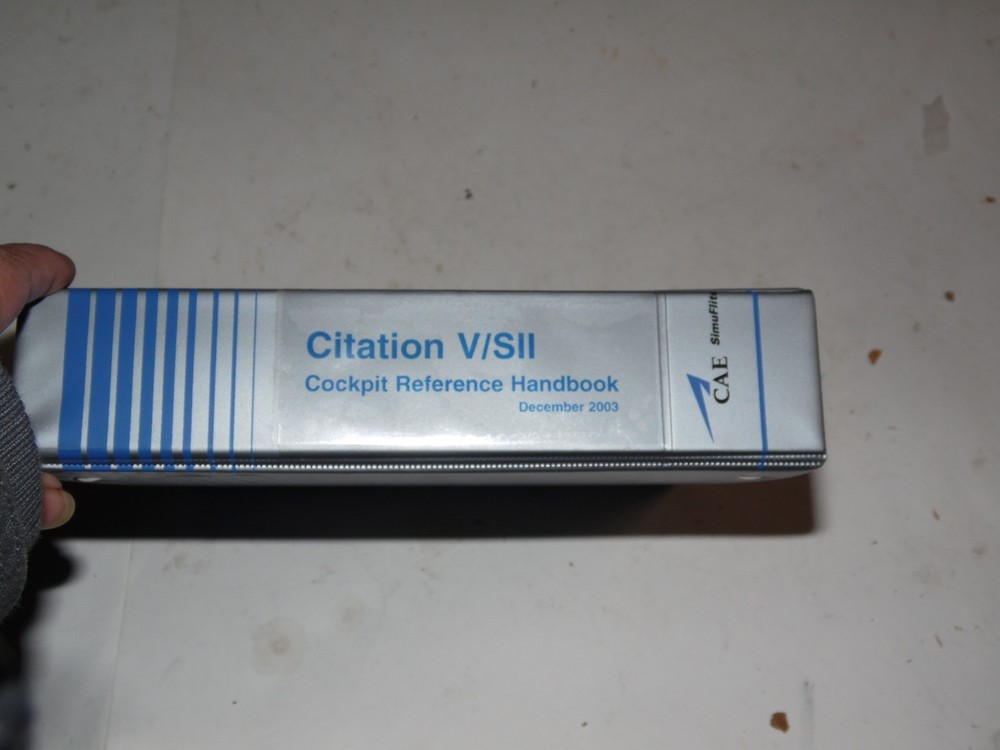 Citation V/SII
Cockpit Reference Handbook
December 2003
CAE SimuFlite